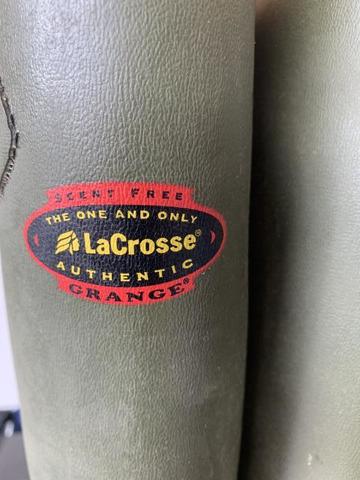 SCENT FREE
THE ONE AND ONLY
LaCrosse®
AUTHENTIC
GRANGE®